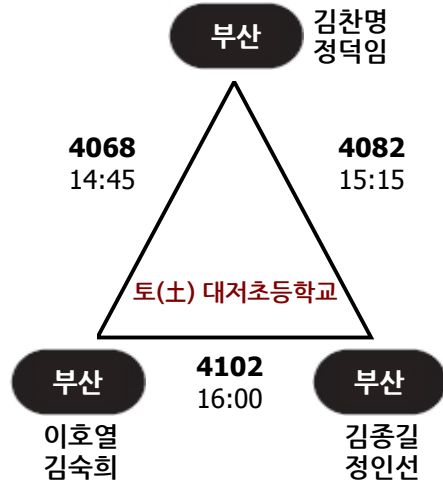 부산
김찬명
정덕임
4068
14:45
4082
15:15
토(土) 대저초등학교
부산
4102
16:00
부산
이호열
김숙희
김종길
정인선